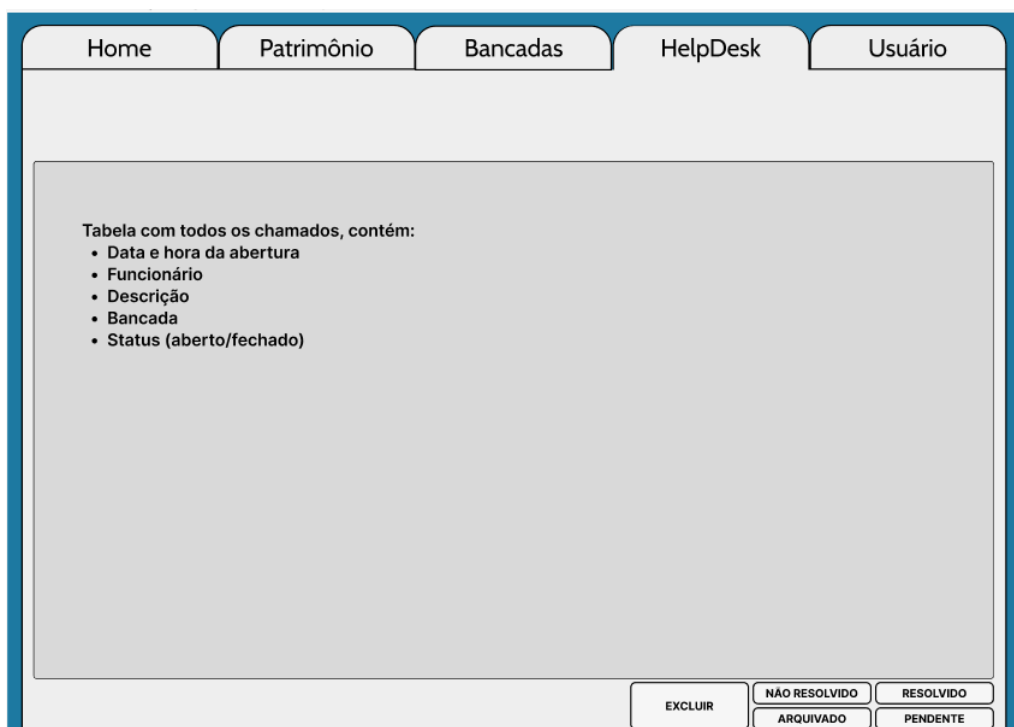 Home
Patrimônio
Bancadas
HelpDesk
Usuário
Tabela com todos os chamados, contém:
• Data e hora da abertura
• Funcionário
• Descrição
• Bancada
• Status (aberto/fechado)
EXCLUIR
NÃO RESOLVIDO
RESOLVIDO
ARQUIVADO
PENDENTE